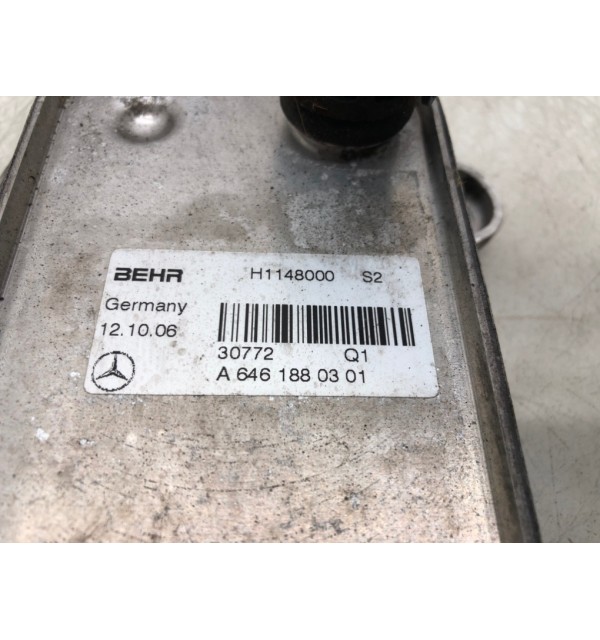 BEHR H1148000 S2
Germany
12.10.06
30772 Q1
A 646 188 03 01